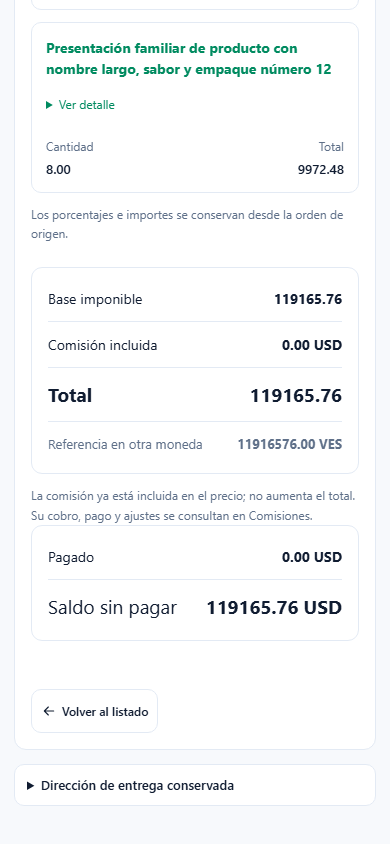 Presentación familiar de producto con
nombre largo, sabor y empaque número 12
Ver detalle
Cantidad Total
8.00 9972.48
Los porcentajes e importes se conservan desde la orden de
origen.
Base imponible 119165.76
Comisión incluida 0.00 USD
Total 119165.76
Referencia en otra moneda 11916576.00 VES
La comisión ya está incluida en el precio; no aumenta el total.
Su cobro, pago y ajustes se consultan en Comisiones.
Pagado 0.00 USD
Saldo sin pagar 119165.76 USD
← Volver al listado
Dirección de entrega conservada